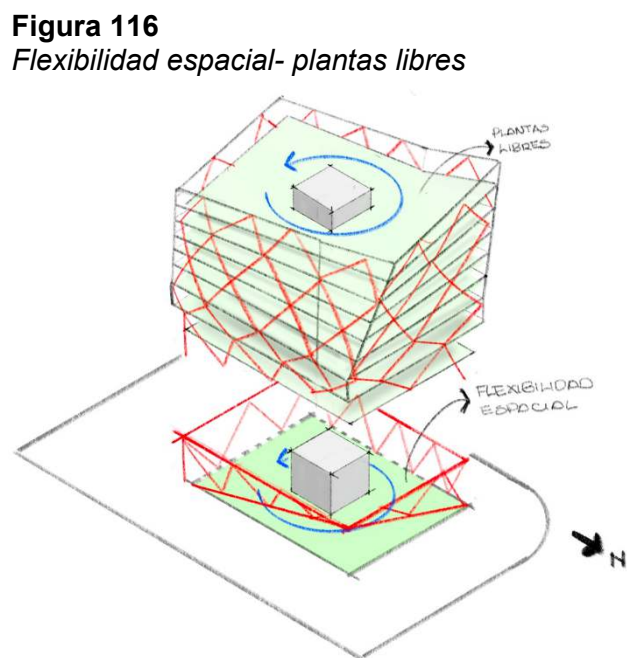 Figura 116
Flexibilidad espacial- plantas libres
PLANTAS
LIBRES
FLEXIBILIDAD
ESPACIAL
N